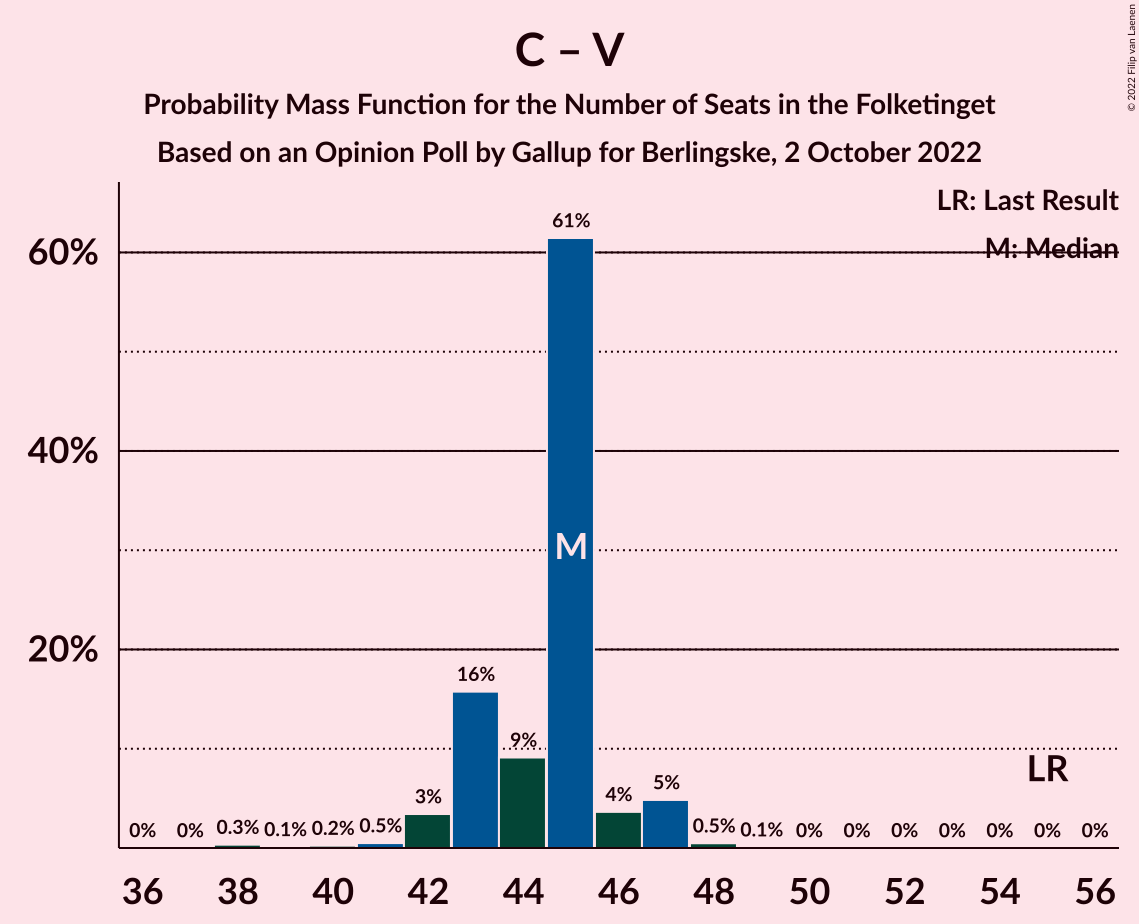 C – V
Probability Mass Function for the Number of Seats in the Folketinget
Based on an Opinion Poll by Gallup for Berlingske, 2 October 2022
© 2022 Filip van Laenen
LR: Last Result
M: Median
61%
60%
40%
M
20%
16%
9%
LR
3%
4%
5%
0% 0% 0.3% 0.1% 0.2% 0.5% 0.5% 0.1% 0% 0% 0% 0% 0% 0% 0%
36 38 40 42 44 46 48 50 52 54 56